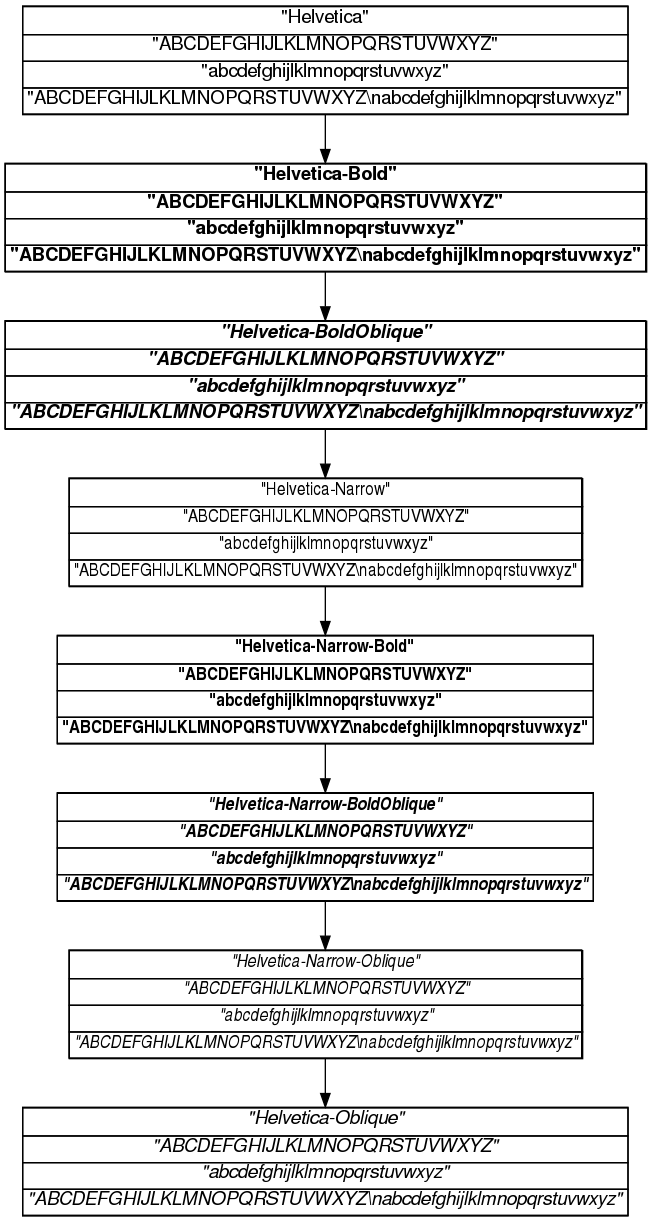 "Helvetica"
"ABCDEFGHIJLKLMNOPQRSTUVWXYZ"
"abcdefghijlklmnopqrstuvwxyz"
"ABCDEFGHIJLKLMNOPQRSTUVWXYZ\nabcdefghijlklmnopqrstuvwxyz"
"Helvetica-Bold"
"ABCDEFGHIJLKLMNOPQRSTUVWXYZ"
"abcdefghijlklmnopqrstuvwxyz"
"ABCDEFGHIJLKLMNOPQRSTUVWXYZ\nabcdefghijlklmnopqrstuvwxyz"
"Helvetica-BoldOblique"
"ABCDEFGHIJLKLMNOPQRSTUVWXYZ"
"abcdefghijlklmnopqrstuvwxyz"
"ABCDEFGHIJLKLMNOPQRSTUVWXYZ\nabcdefghijlklmnopqrstuvwxyz"
"Helvetica-Narrow"
"ABCDEFGHIJLKLMNOPQRSTUVWXYZ"
"abcdefghijlklmnopqrstuvwxyz"
"ABCDEFGHIJLKLMNOPQRSTUVWXYZ\nabcdefghijlklmnopqrstuvwxyz"
"Helvetica-Narrow-Bold"
"ABCDEFGHIJLKLMNOPQRSTUVWXYZ"
"abcdefghijlklmnopqrstuvwxyz"
"ABCDEFGHIJLKLMNOPQRSTUVWXYZ\nabcdefghijlklmnopqrstuvwxyz"
"Helvetica-Narrow-BoldOblique"
"ABCDEFGHIJLKLMNOPQRSTUVWXYZ"
"abcdefghijlklmnopqrstuvwxyz"
"ABCDEFGHIJLKLMNOPQRSTUVWXYZ\nabcdefghijlklmnopqrstuvwxyz"
"Helvetica-Narrow-Oblique"
"ABCDEFGHIJLKLMNOPQRSTUVWXYZ"
"abcdefghijlklmnopqrstuvwxyz"
"ABCDEFGHIJLKLMNOPQRSTUVWXYZ\nabcdefghijlklmnopqrstuvwxyz"
"Helvetica-Oblique"
"ABCDEFGHIJLKLMNOPQRSTUVWXYZ"
"abcdefghijlklmnopqrstuvwxyz"
"ABCDEFGHIJLKLMNOPQRSTUVWXYZ\nabcdefghijlklmnopqrstuvwxyz"